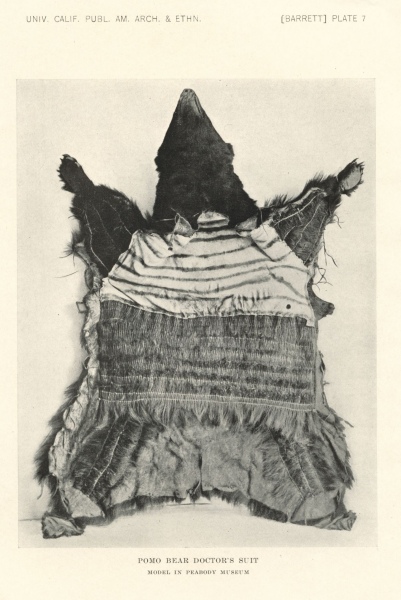 UNIV. CALIF. PUBL. AM. ARCH. & ETHN. [BARRETT] PLATE 7
POMO BEAR DOCTOR'S SUIT
MODEL IN PEABODY MUSEUM